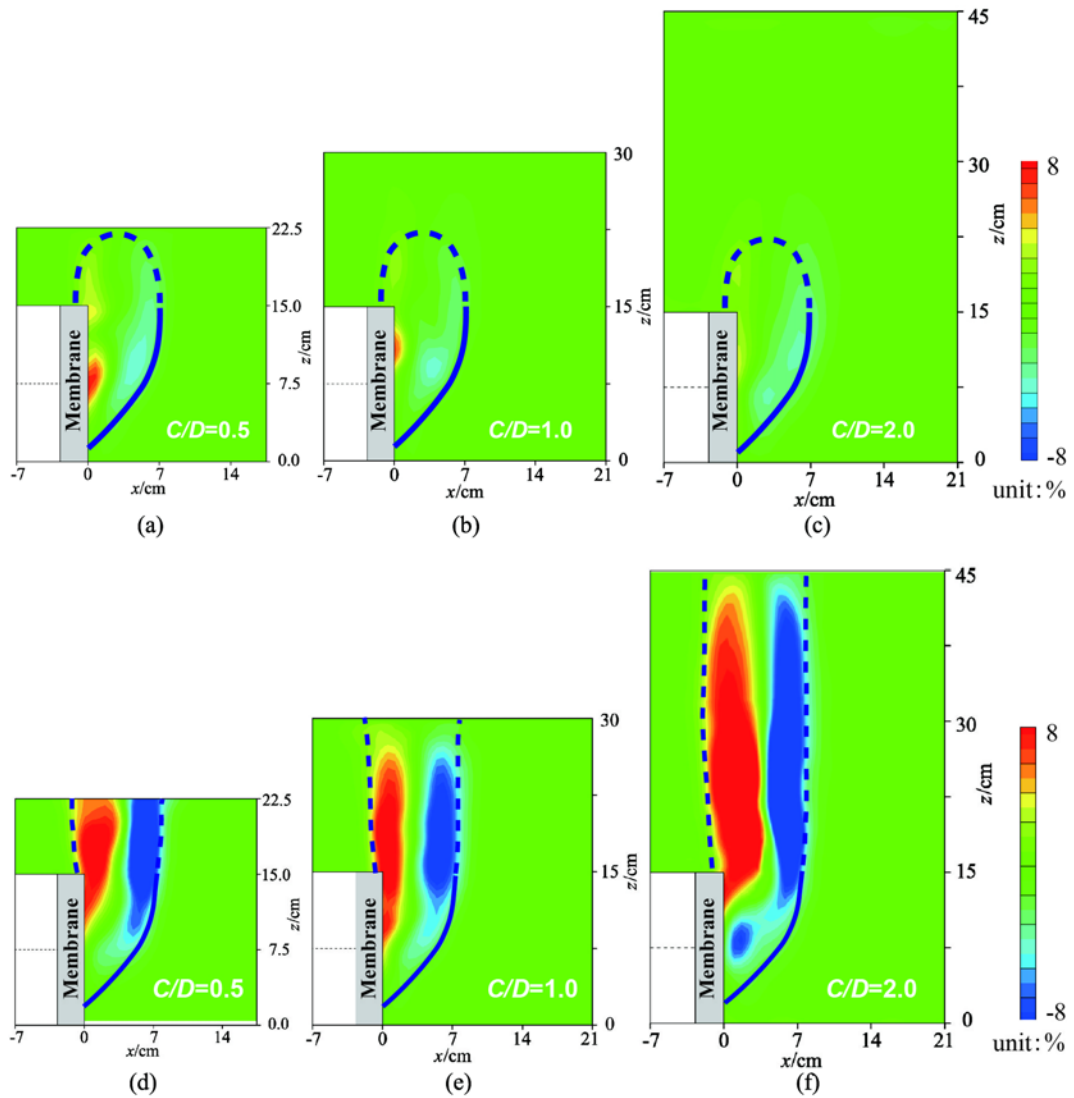 22.5
15.0
7.5
0.0
z/cm
Membrane
C/D=0.5
-7
0
7
14
x/cm
(a)
30
15
0
z/cm
Membrane
C/D=1.0
-7
0
7
14
21
x/cm
(b)
45
30
15
0
z/cm
Membrane
C/D=2.0
-7
0
7
14
21
x/cm
(c)
8
-8
unit: %
22.5
15.0
7.5
0.0
z/cm
Membrane
C/D=0.5
-7
0
7
14
x/cm
(d)
30
15
0
z/cm
Membrane
C/D=1.0
-7
0
7
14
21
x/cm
(e)
45
30
15
0
z/cm
Membrane
C/D=2.0
-7
0
7
14
21
x/cm
(f)
8
-8
unit: %